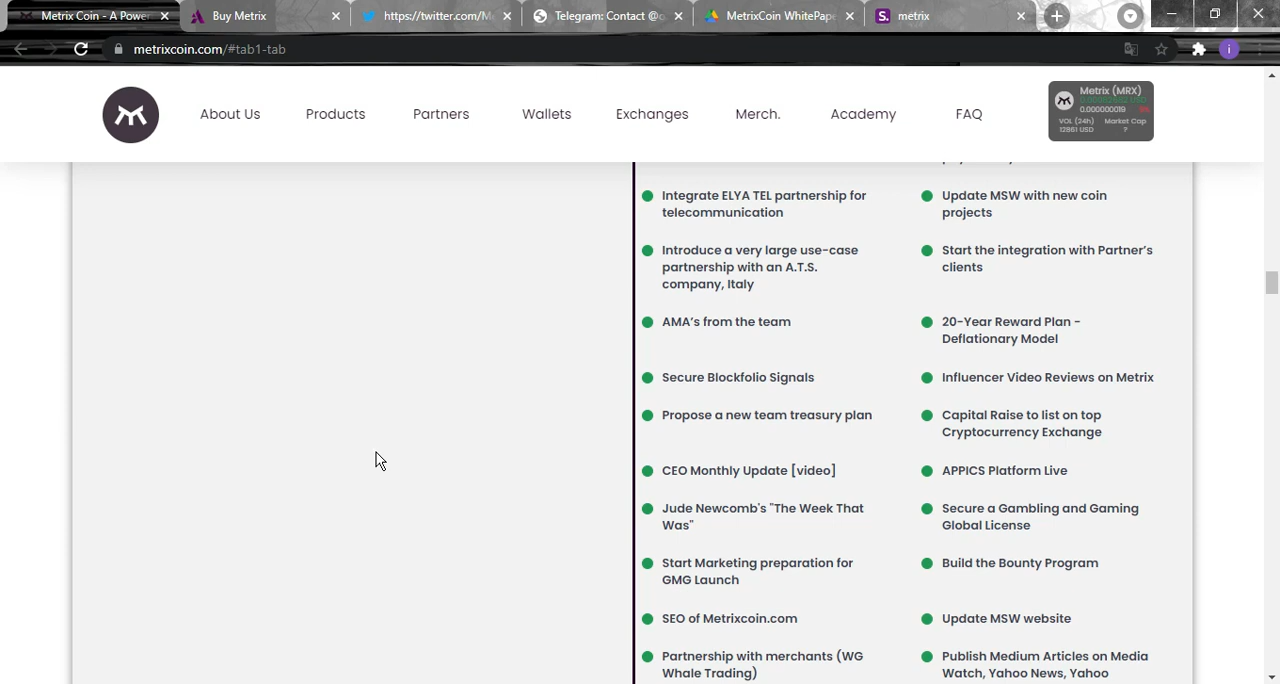 Metrix Coin - A Powe
Buy Metrix
https://twitter.com/M
Telegram: Contact @o
MetrixCoin WhitePape
S.
metrix
metrixcoin.com/#tab1-tab
i
About Us
Products
Partners
Wallets
Exchanges
Merch.
Academy
FAQ
Metrix (MRX)
0.000000019
VOL (24h)
Market Cap
12861 USD
?
Integrate ELYA TEL partnership for
telecommunication
Update MSW with new coin
projects
Introduce a very large use-case
partnership with an A.T.S.
company, Italy
Start the integration with Partner's
clients
AMA's from the team
20-Year Reward Plan -
Deflationary Model
Secure Blockfolio Signals
Influencer Video Reviews on Metrix
Propose a new team treasury plan
Capital Raise to list on top
Cryptocurrency Exchange
CEO Monthly Update [video]
APPICS Platform Live
Jude Newcomb's "The Week That
Was"
Secure a Gambling and Gaming
Global License
Start Marketing preparation for
GMG Launch
Build the Bounty Program
SEO of Metrixcoin.com
Update MSW website
Partnership with merchants (WG
Whale Trading)
Publish Medium Articles on Media
Watch, Yahoo News, Yahoo